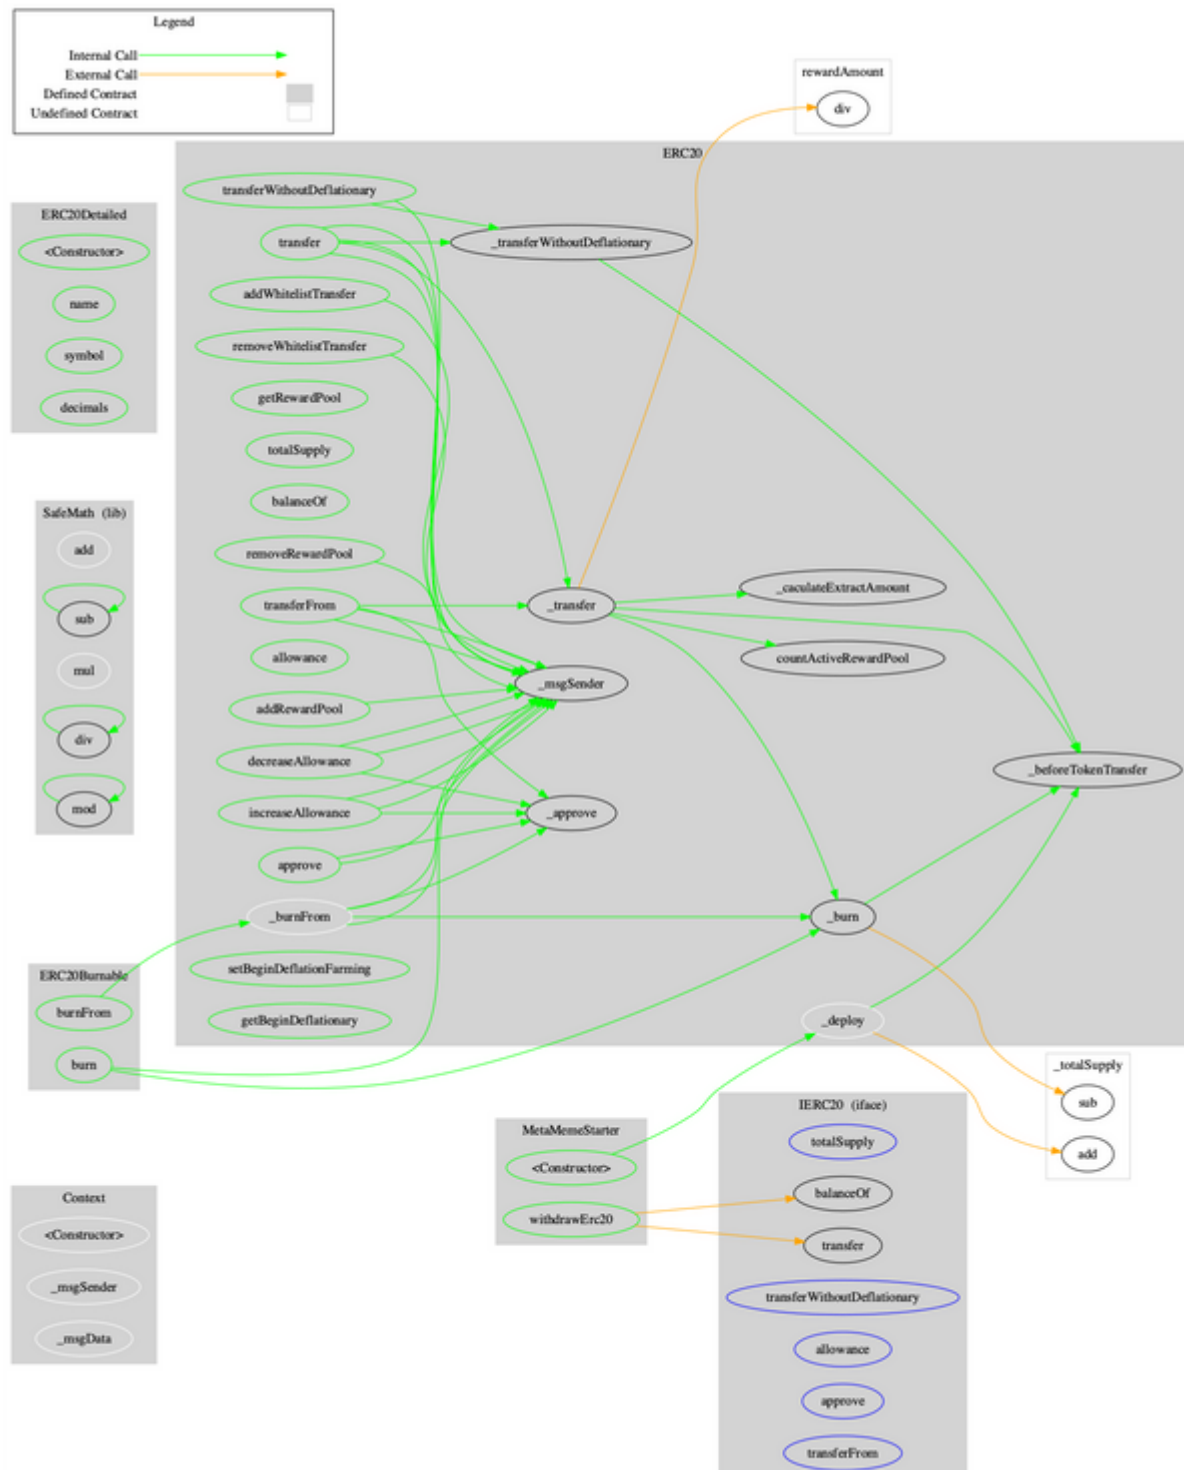 Legend
Internal Call
External Call
Defined Contract
Undefined Contract
rewardAmount
div
ERC20
transferWithoutDeflationary
transfer
_transferWithoutDeflationary
addWhitelistTransfer
removeWhitelistTransfer
getRewardPool
totalSupply
balanceOf
removeRewardPool
transferFrom
_transfer
_caculateExtractAmount
allowance
countActiveRewardPool
_msgSender
addRewardPool
decreaseAllowance
_beforeTokenTransfer
increaseAllowance
_approve
approve
_burnFrom
_burn
setBeginDeflationFarming
getBeginDeflationary
_deploy
ERC20Detailed
<Constructor>
name
symbol
decimals
SafeMath (lib)
add
sub
mul
div
mod
ERC20Burnable
burnFrom
burn
_totalSupply
sub
add
MetaMemeStarter
<Constructor>
withdrawErc20
IERC20 (iface)
totalSupply
balanceOf
transfer
transferWithoutDeflationary
allowance
approve
transferFrom
Context
<Constructor>
_msgSender
_msgData